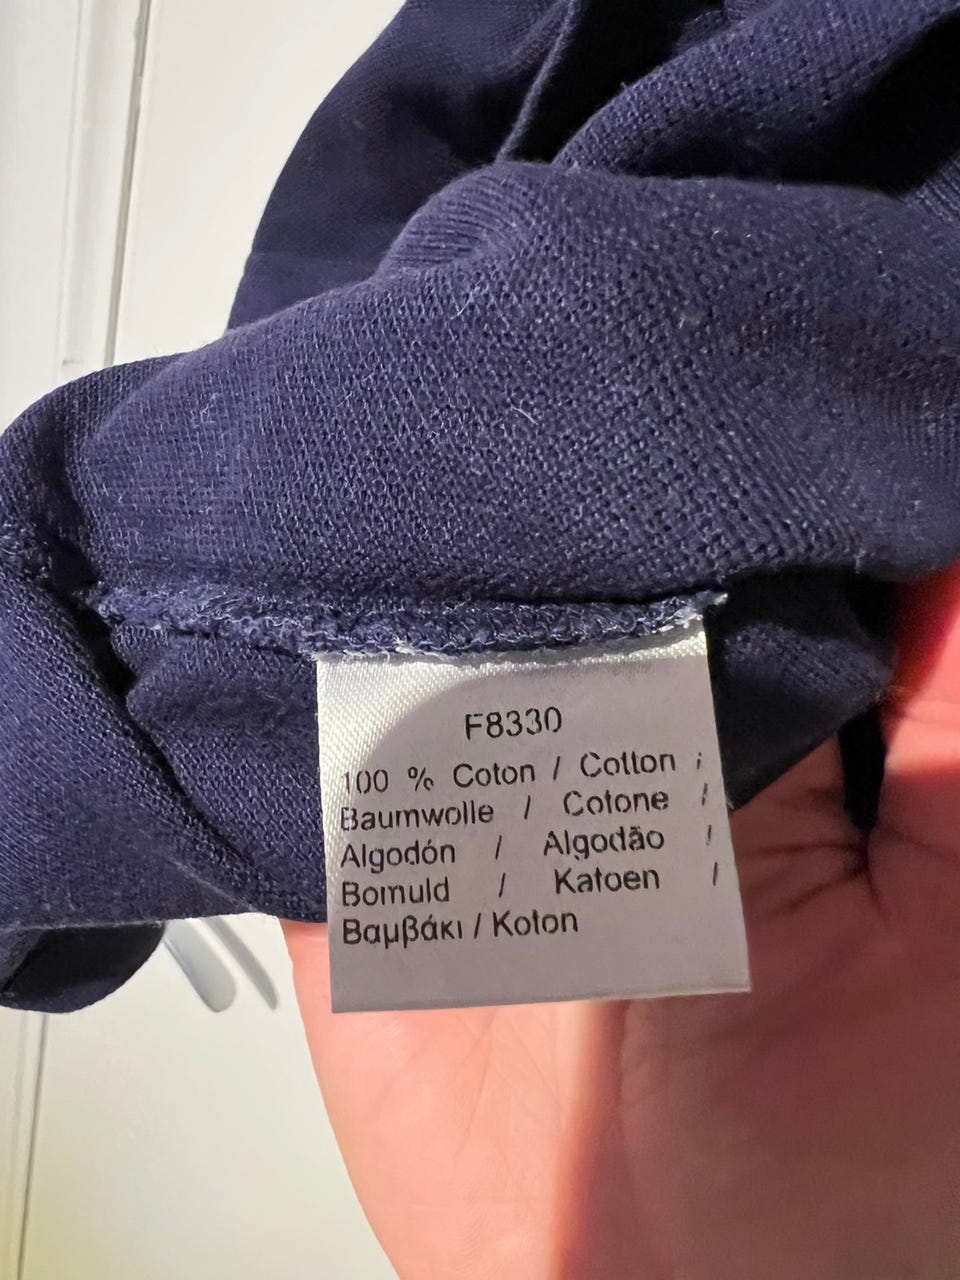 F8330
100 % Coton / Cotton /
Baumwolle / Cotone /
Algodón / Algodão /
Bomuld / Katoen /
Βαμβάκι / Koton